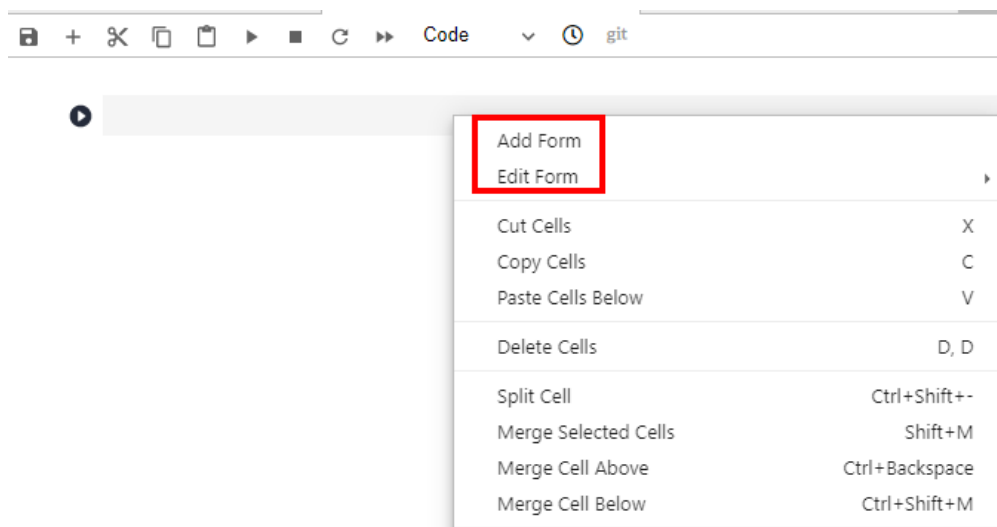 Code git
Add Form
Edit Form
Cut Cells X
Copy Cells C
Paste Cells Below V
Delete Cells D, D
Split Cell Ctrl+Shift+-
Merge Selected Cells Shift+M
Merge Cell Above Ctrl+Backspace
Merge Cell Below Ctrl+Shift+M